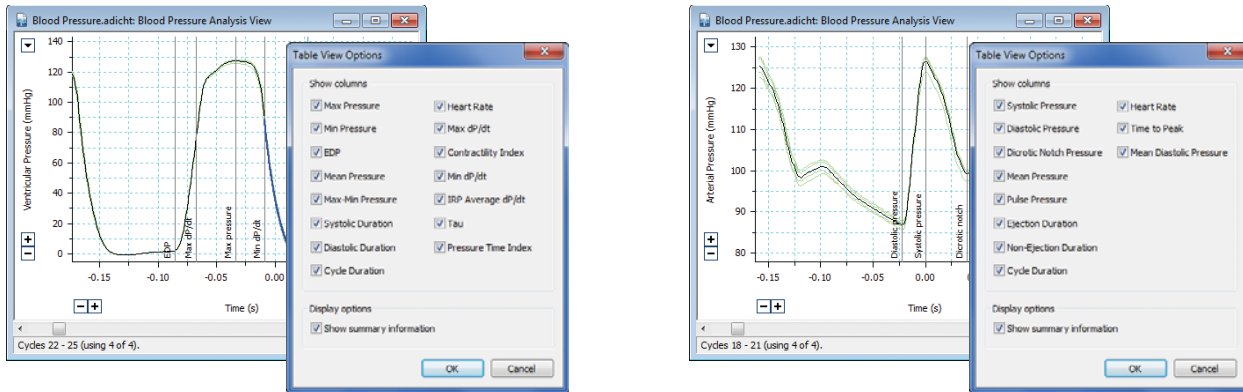 Blood Pressure.adicht: Blood Pressure Analysis View
Ventricular Pressure (mmHg)
140
120
100
80
60
40
20
0
EDP
Max dP/dt
Max pressure
Min dP/dt
-0.15
-0.10
-0.05
0.00
Time (s)
Cycles 22 - 25 (using 4 of 4).
Table View Options
Show columns
Max Pressure
Min Pressure
EDP
Mean Pressure
Max-Min Pressure
Systolic Duration
Diastolic Duration
Cycle Duration
Heart Rate
Max dP/dt
Contractility Index
Min dP/dt
IRP Average dP/dt
Tau
Pressure Time Index
Display options
Show summary information
OK
Cancel
Blood Pressure.adicht: Blood Pressure Analysis View
Arterial Pressure (mmHg)
130
120
110
100
90
80
Diastolic pressure
Systolic pressure
Dicrotic notch
-0.15
-0.10
-0.05
0.00
0.05
Time (s)
Cycles 18 - 21 (using 4 of 4).
Table View Options
Show columns
Systolic Pressure
Diastolic Pressure
Dicrotic Notch Pressure
Mean Pressure
Pulse Pressure
Ejection Duration
Non-Ejection Duration
Cycle Duration
Heart Rate
Time to Peak
Mean Diastolic Pressure
Display options
Show summary information
OK
Cancel